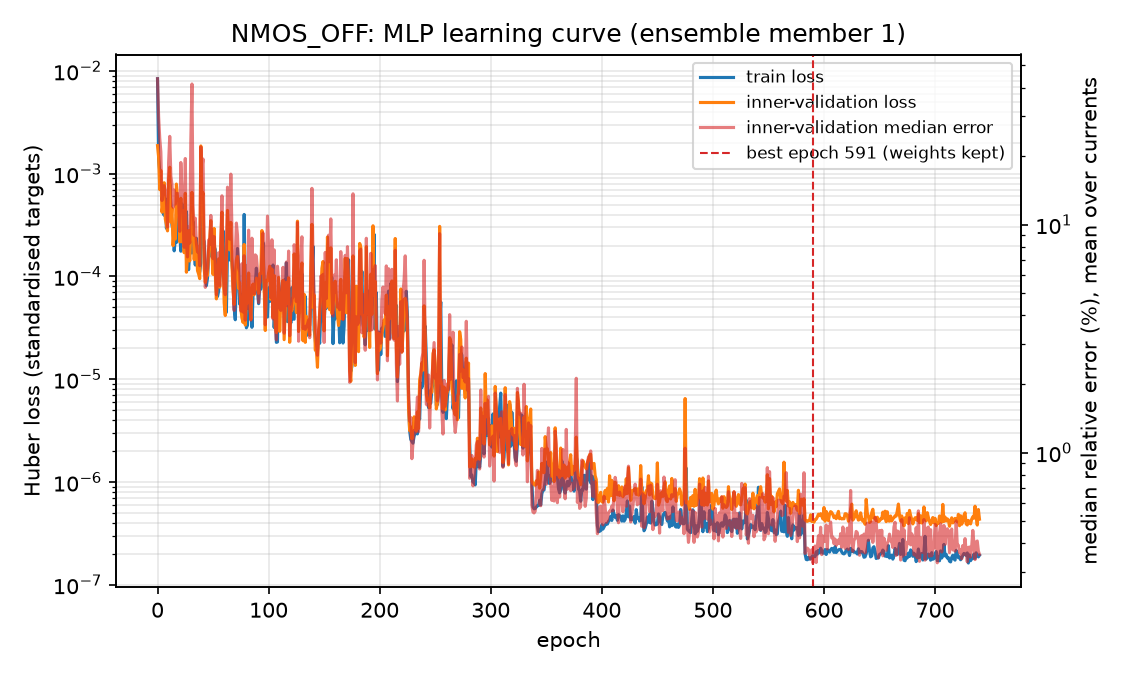 NMOS_OFF: MLP learning curve (ensemble member 1)
train loss
inner-validation loss
inner-validation median error
best epoch 591 (weights kept)
Huber loss (standardised targets)
10⁻²
10⁻³
10⁻⁴
10⁻⁵
10⁻⁶
10⁻⁷
10¹
10⁰
median relative error (%), mean over currents
0 100 200 300 400 500 600 700
epoch